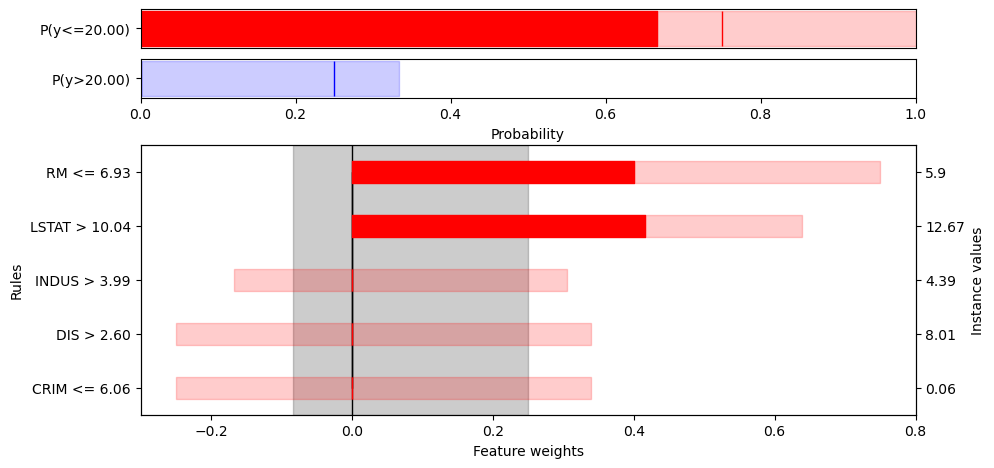 P(y<=20.00)
P(y>20.00)
0.0 0.2 0.4 0.6 0.8 1.0
Probability
RM <= 6.93 5.9
LSTAT > 10.04 12.67
INDUS > 3.99 4.39
DIS > 2.60 8.01
CRIM <= 6.06 0.06
Rules
Instance values
−0.2 0.0 0.2 0.4 0.6 0.8
Feature weights